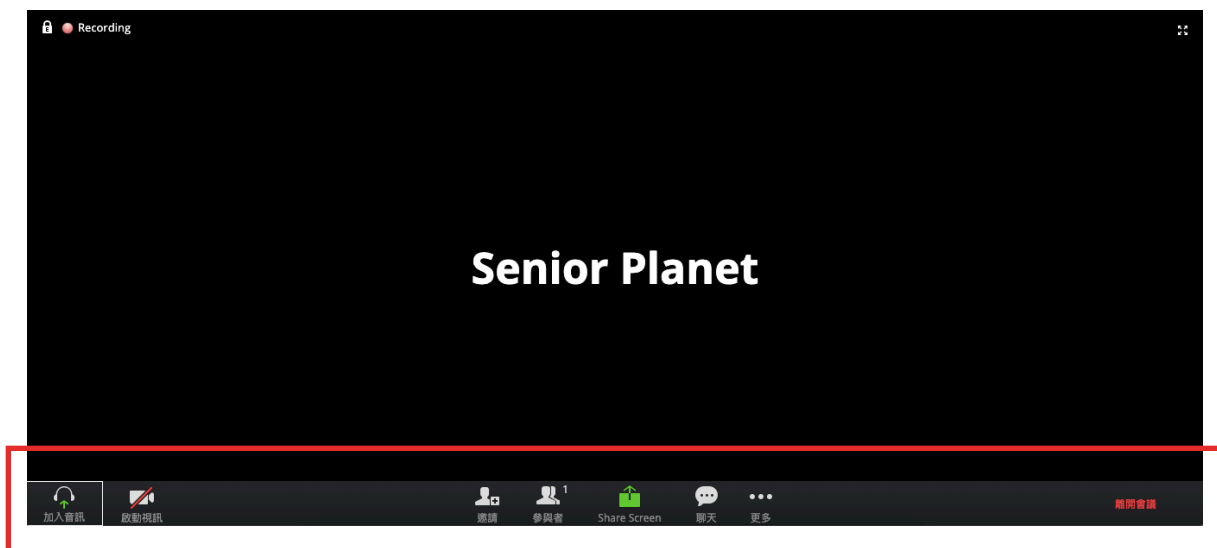 Recording
Senior Planet
加入音訊 啟動視訊 邀請 參與者 1 Share Screen 聊天 更多 離開會議